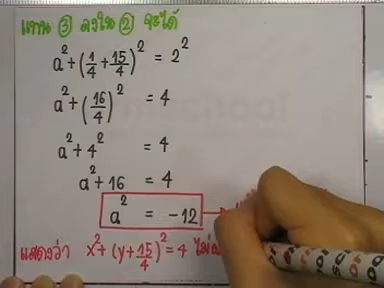 แทน ③ ลงใน ② จะได้
a² + (1/4 + 15/4)² = 2²
a² + (16/4)² = 4
a² + 4² = 4
a² + 16 = 4
a² = -12 →
แสดงว่า x² + (y + 15/4)² = 4 ไม่